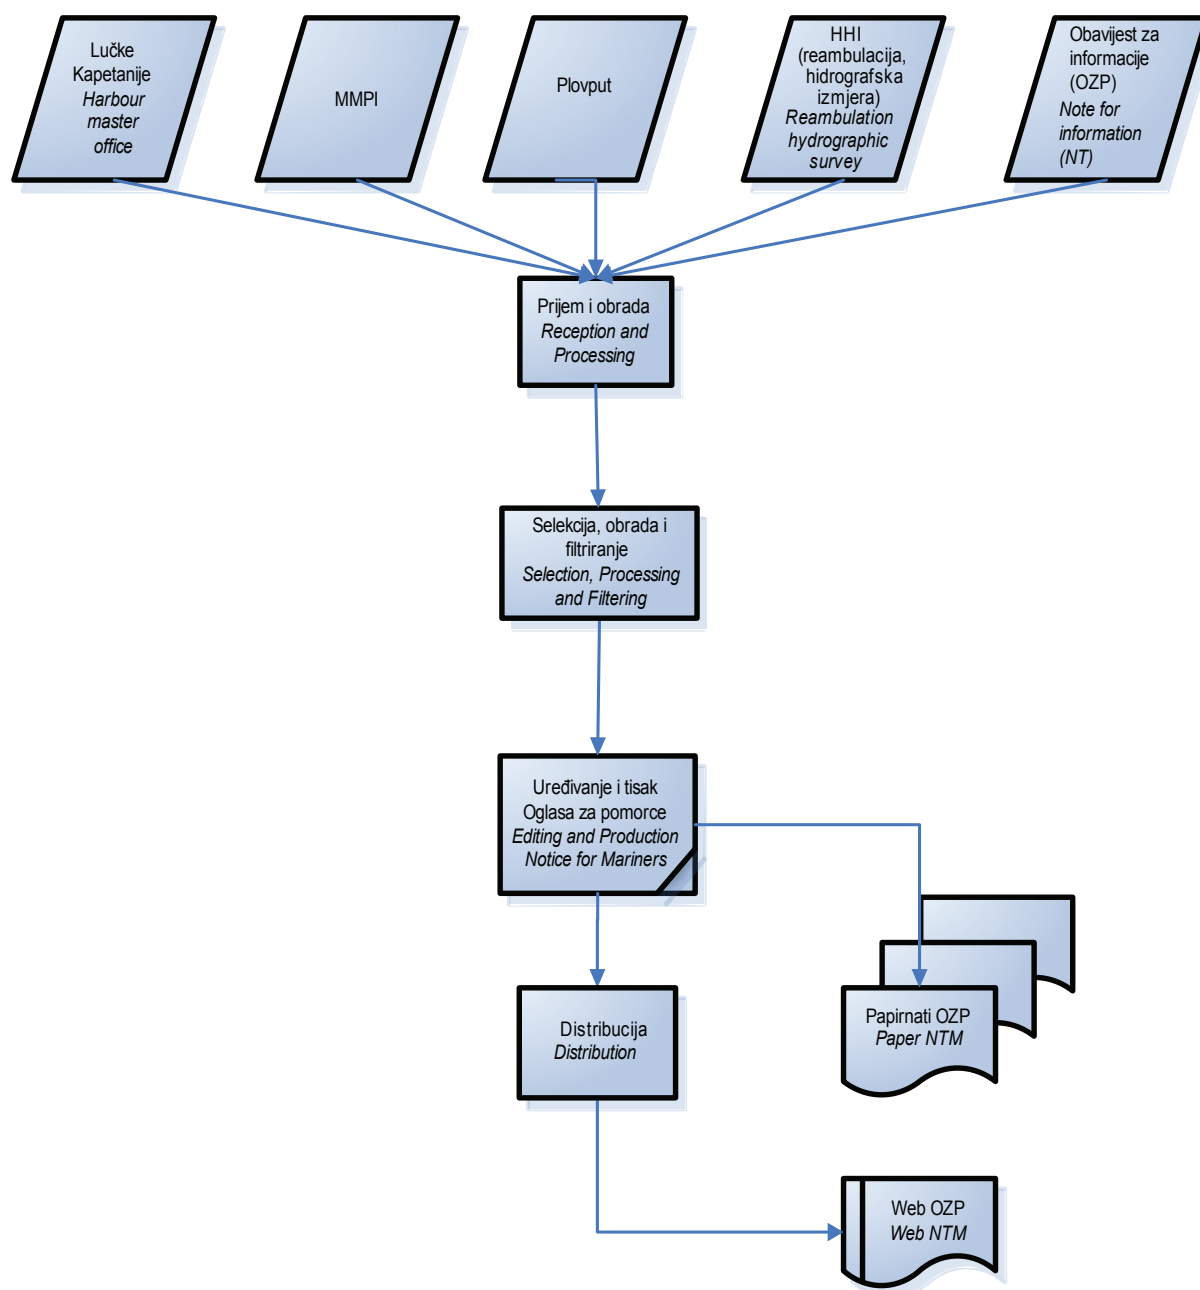 Lučke
Kapetanije
Harbour
master
office
MMPI
Plovput
HHI
(reambulacija,
hidrografska
izmjera)
Reambulation
hydrographic
survey
Obavijest za
informacije
(OZP)
Note for
information
(NT)
Prijem i obrada
Reception and
Processing
Selekcija, obrada i
filtriranje
Selection, Processing
and Filtering
Uređivanje i tisak
Oglasa za pomorce
Editing and Production
Notice for Mariners
Distribucija
Distribution
Papirnati OZP
Paper NTM
Web OZP
Web NTM